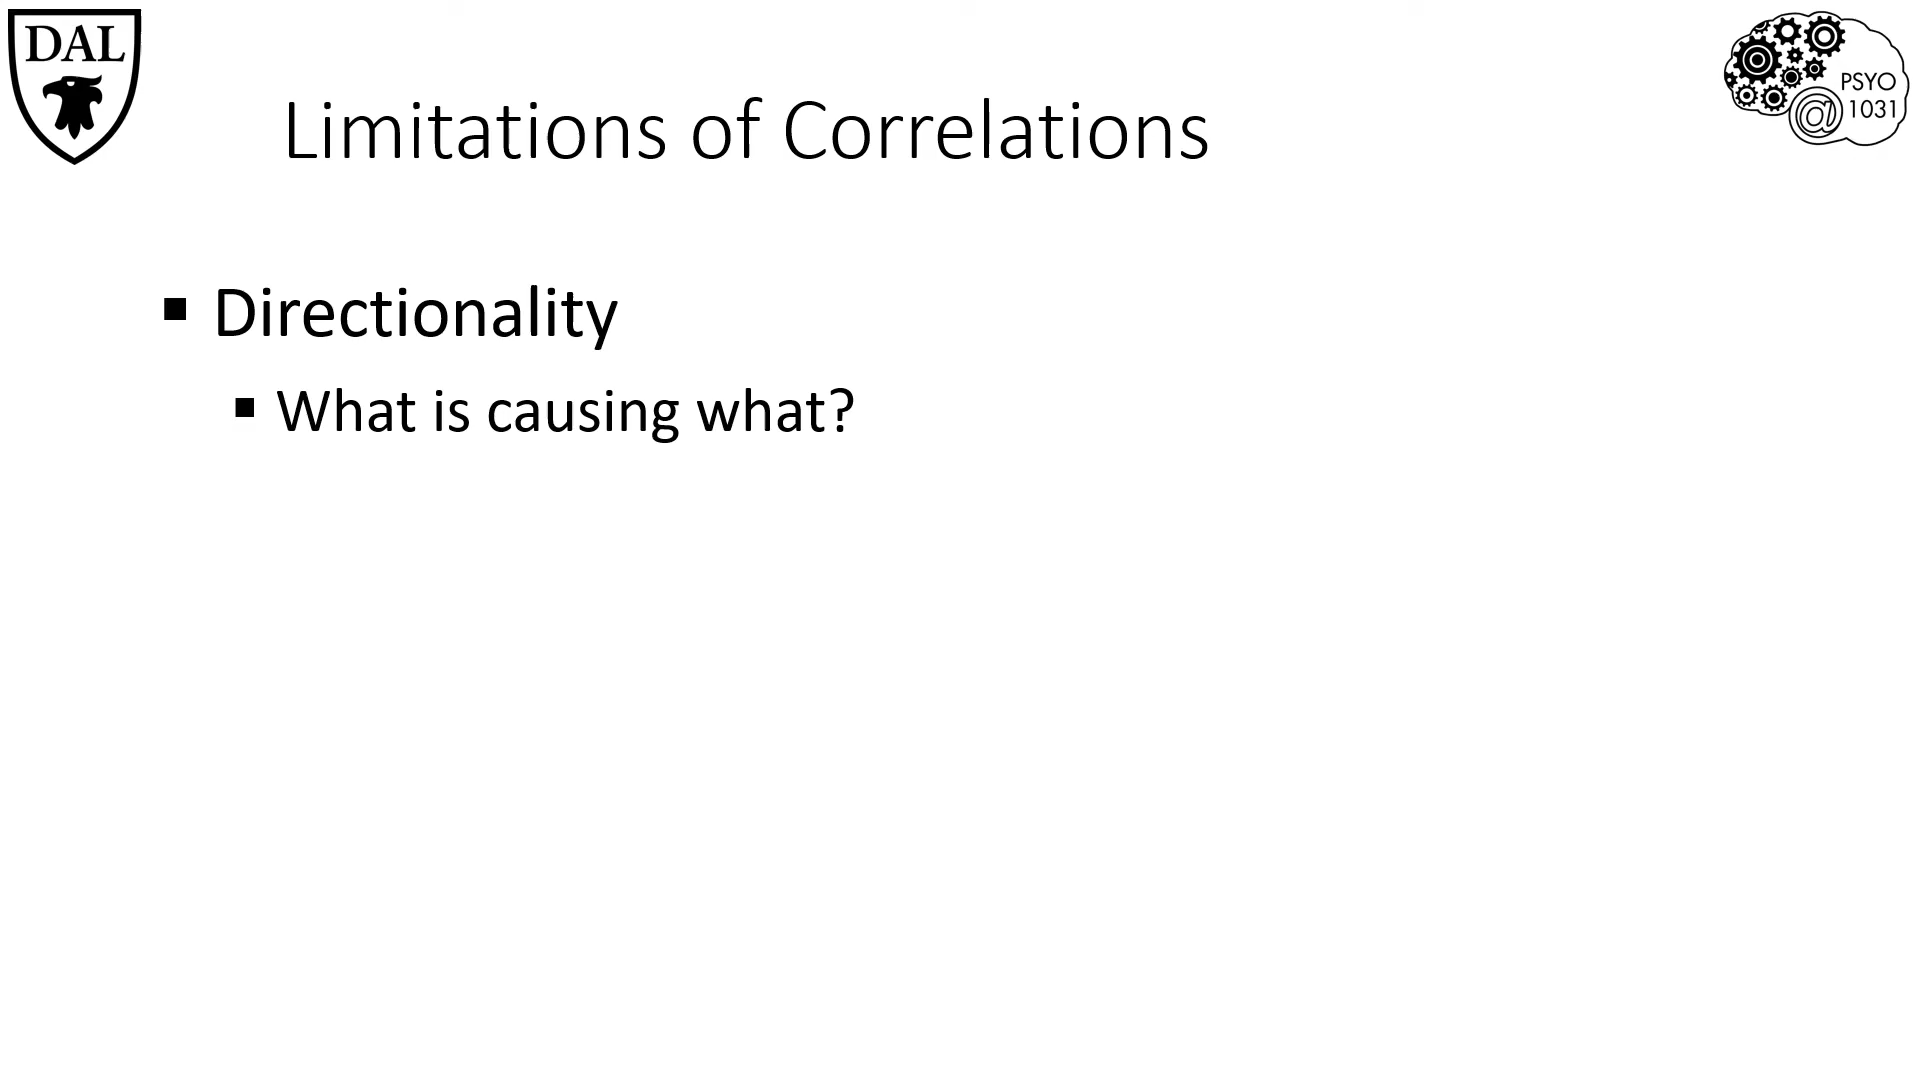 DAL
PSYO
@ 1031
Limitations of Correlations
▪ Directionality
▪ What is causing what?